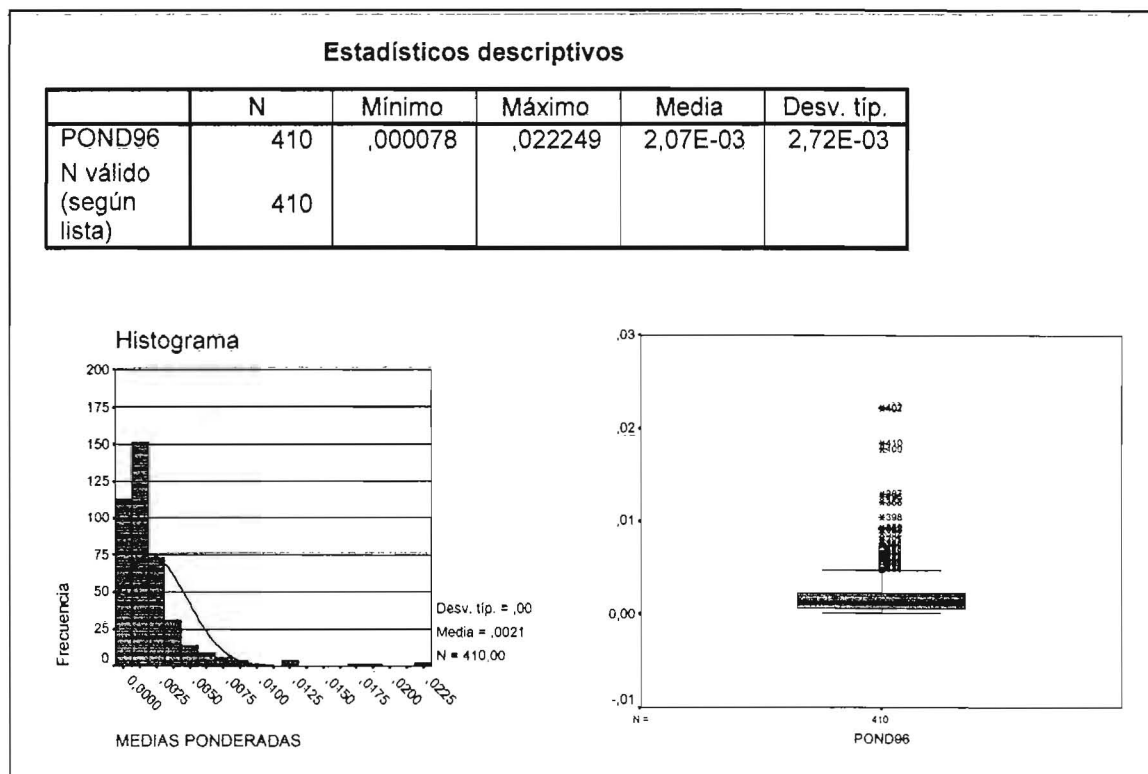 Estadísticos descriptivos
N Mínimo Máximo Media Desv. típ.
POND96 410 ,000078 ,022249 2,07E-03 2,72E-03
N válido
(según
lista) 410
Histograma
200
175
150
125
100
75
50
25
0
Frecuencia
0,0000 ,0025 ,0050 ,0075 ,0100 ,0125 ,0150 ,0175 ,0200 ,0225
MEDIAS PONDERADAS
Desv. típ. = ,00
Media = ,0021
N = 410,00
,03
,02
,01
0,00
-,01
398
N = 410
POND96